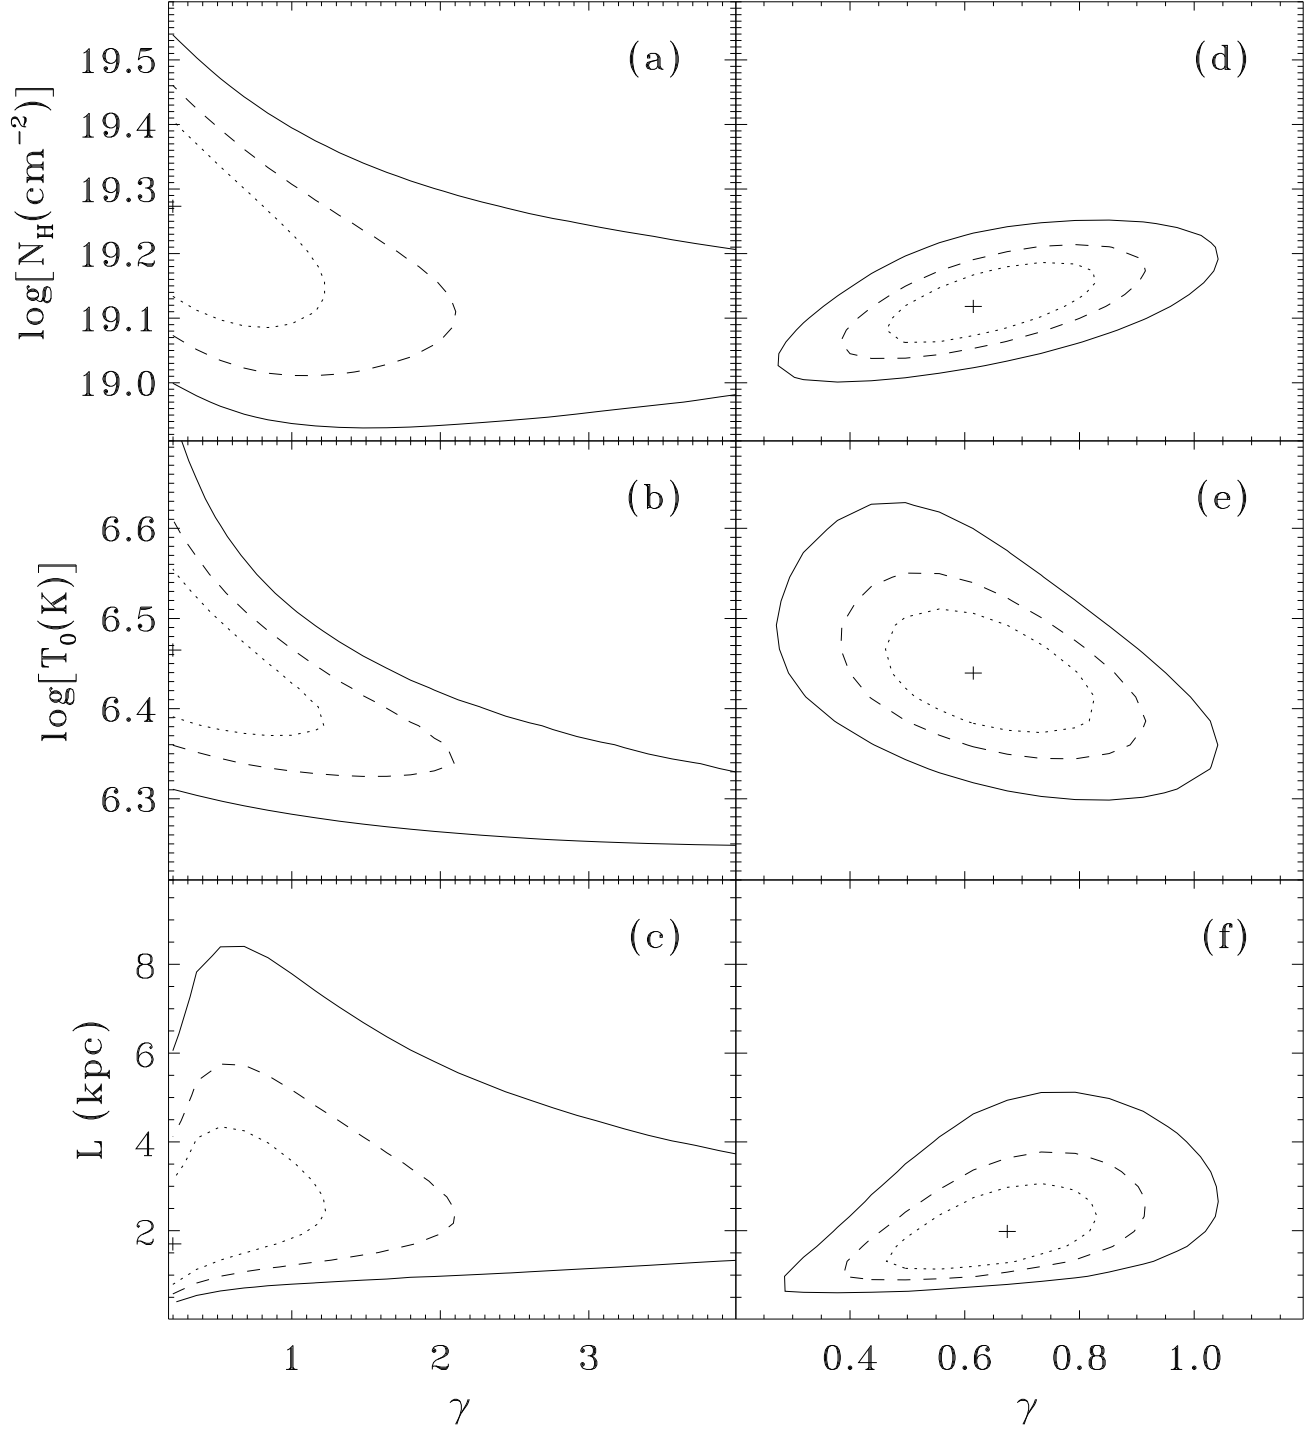 log[N_H(cm^{-2})]
19.5
19.4
19.3
19.2
19.1
19.0
(a)
(d)
log[T_0(K)]
6.6
6.5
6.4
6.3
(b)
(e)
L (kpc)
8
6
4
2
(c)
(f)
1 2 3
0.4 0.6 0.8 1.0
γ
γ